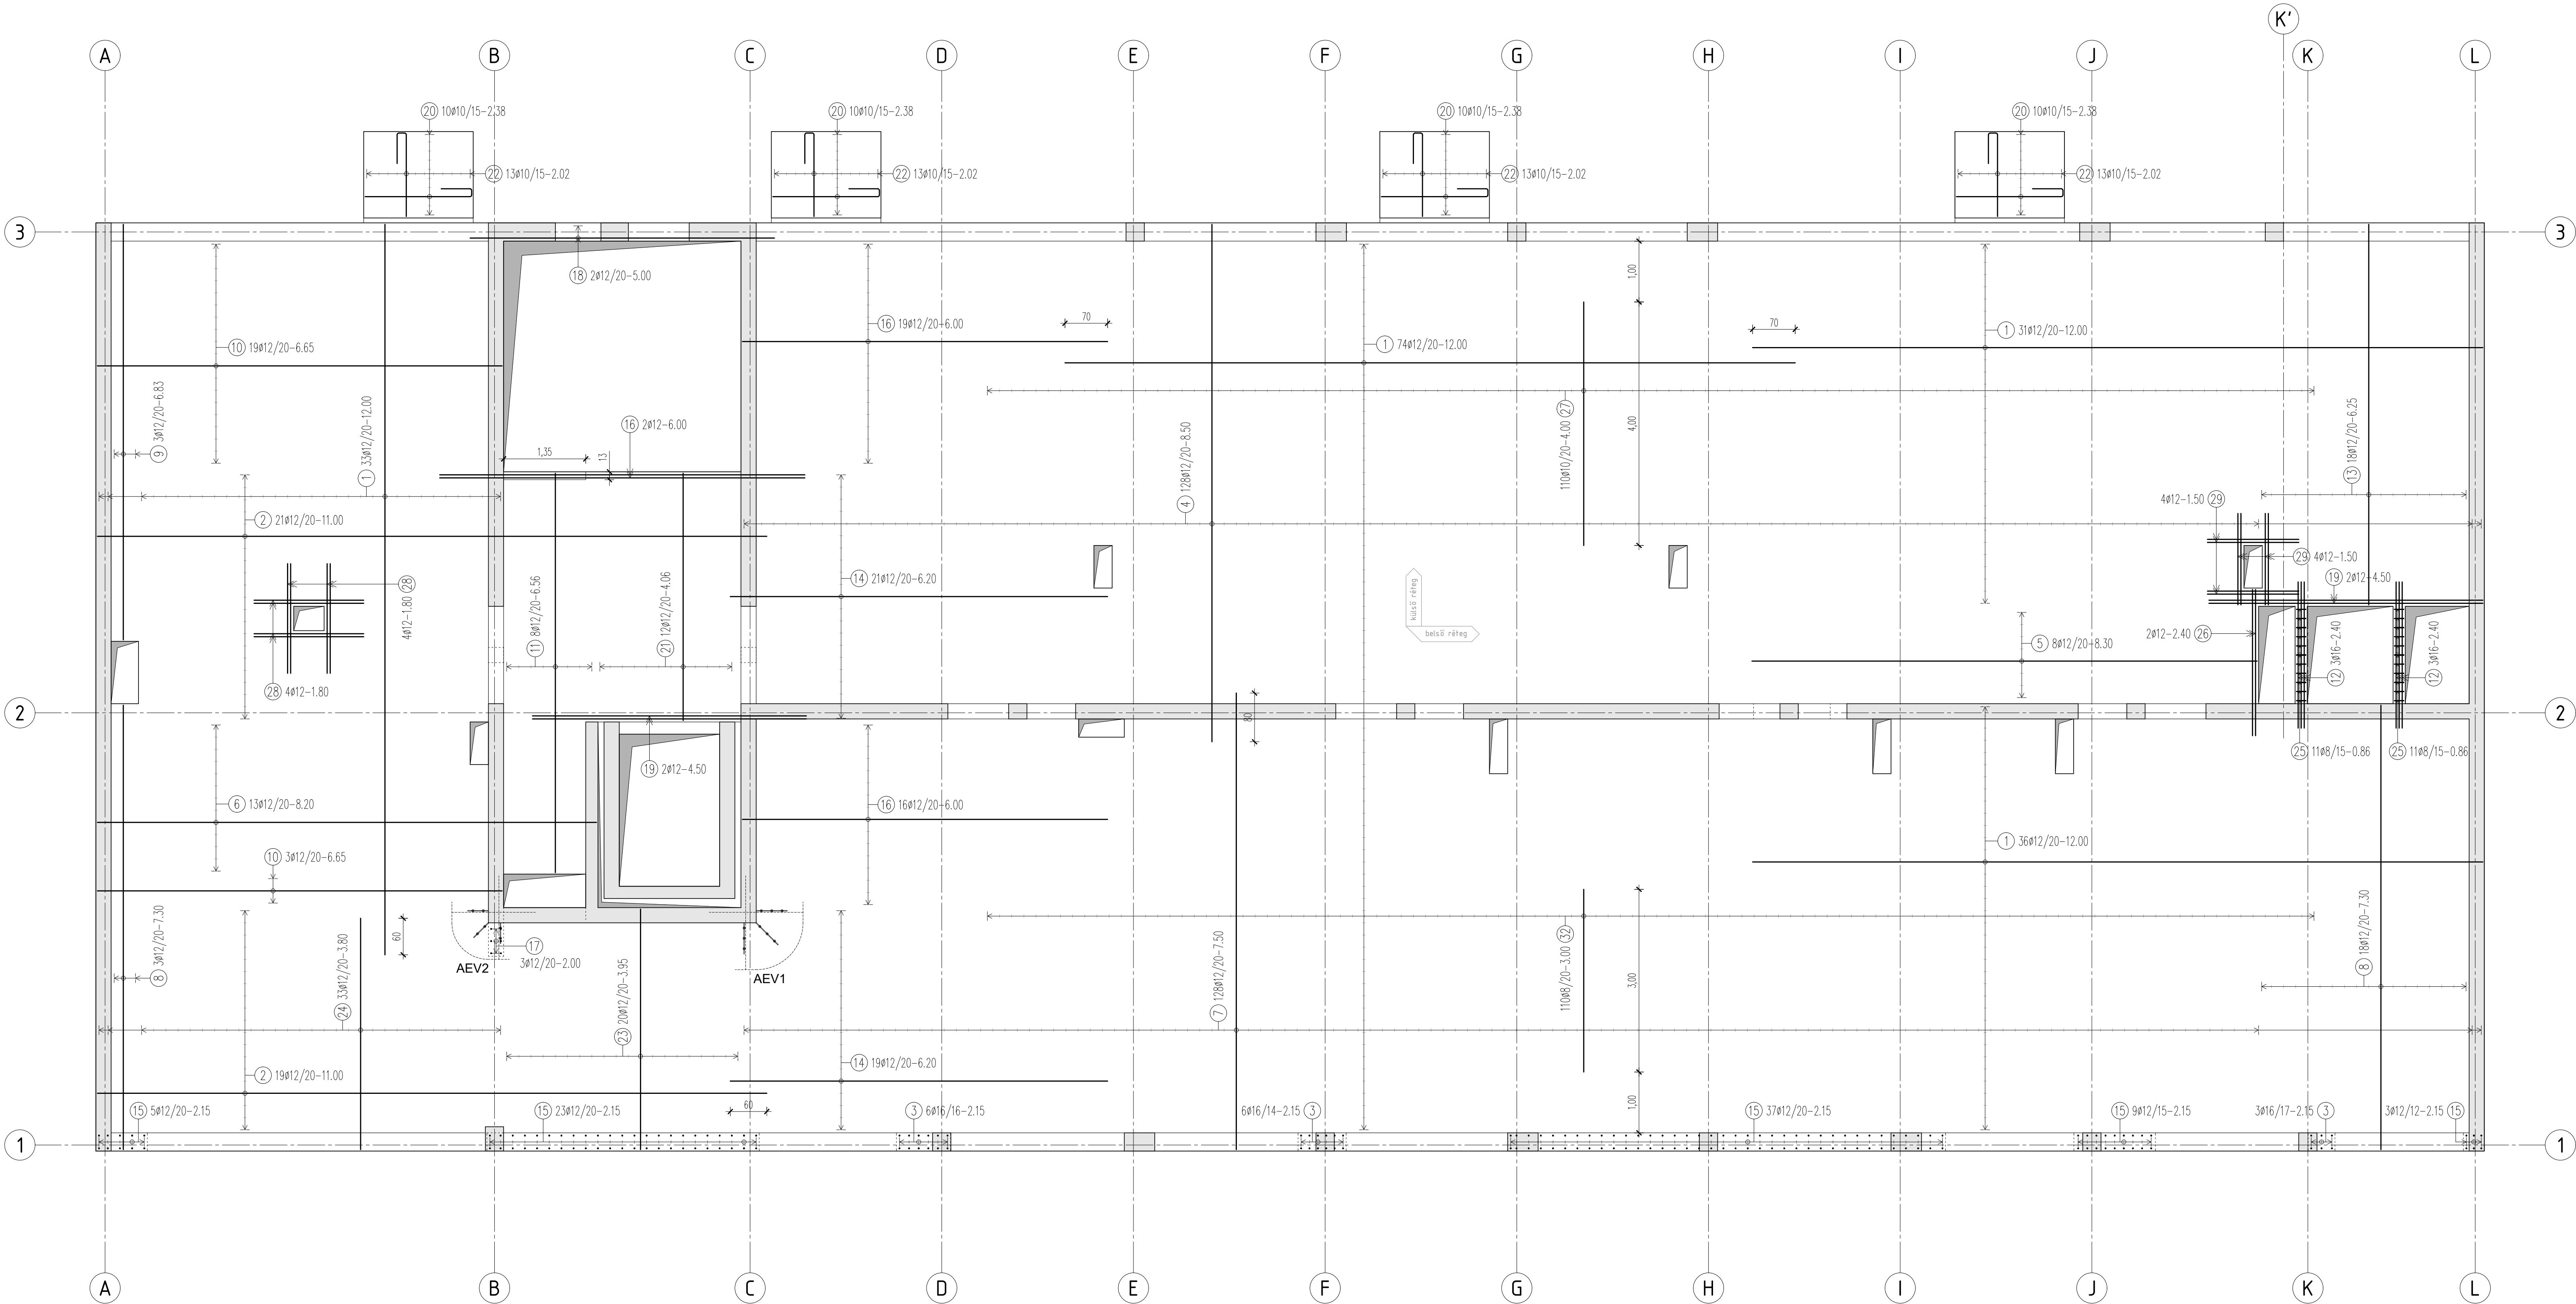 K'
A B C D E F G H I J K L
20 10ø10/15-2.38
20 10ø10/15-2.38
20 10ø10/15-2.38
20 10ø10/15-2.38
22 13ø10/15-2.02
22 13ø10/15-2.02
22 13ø10/15-2.02
22 13ø10/15-2.02
3 3
18 2ø12/20-5.00
1,00
16 19ø12/20-6.00
70
70
1 31ø12/20-12.00
10 19ø12/20-6.65
1 74ø12/20-12.00
9 3ø12/20-6.83
1 33ø12/20-12.00
16 2ø12-6.00
1,35
13
4 128ø12/20-8.50
110ø10/20-4.00 27
4,00
13 18ø12/20-6.25
2 21ø12/20-11.00
4ø12-1.50 29
29 4ø12-1.50
19 2ø12-4.50
4ø12-1.80 28
28 4ø12-1.80
11 8ø12/20-6.56
21 12ø12/20-4.06
14 21ø12/20-6.20
külső réteg
belső réteg
5 8ø12/20-8.30
2ø12-2.40 26
12 3ø16-2.40
12 3ø16-2.40
2 2
80
25 11ø8/15-0.86
25 11ø8/15-0.86
19 2ø12-4.50
6 13ø12/20-8.20
16 16ø12/20-6.00
1 36ø12/20-12.00
10 3ø12/20-6.65
8 3ø12/20-7.30
24 33ø12/20-3.80
60
17
3ø12/20-2.00
AEV2
AEV1
23 20ø12/20-3.95
7 128ø12/20-7.50
110ø8/20-3.00 32
3,00
8 18ø12/20-7.30
2 19ø12/20-11.00
14 19ø12/20-6.20
60
1,00
15 5ø12/20-2.15
15 23ø12/20-2.15
3 6ø16/16-2.15
6ø16/14-2.15 3
15 37ø12/20-2.15
15 9ø12/15-2.15
3ø16/17-2.15 3
3ø12/12-2.15 15
1 1
A B C D E F G H I J K L